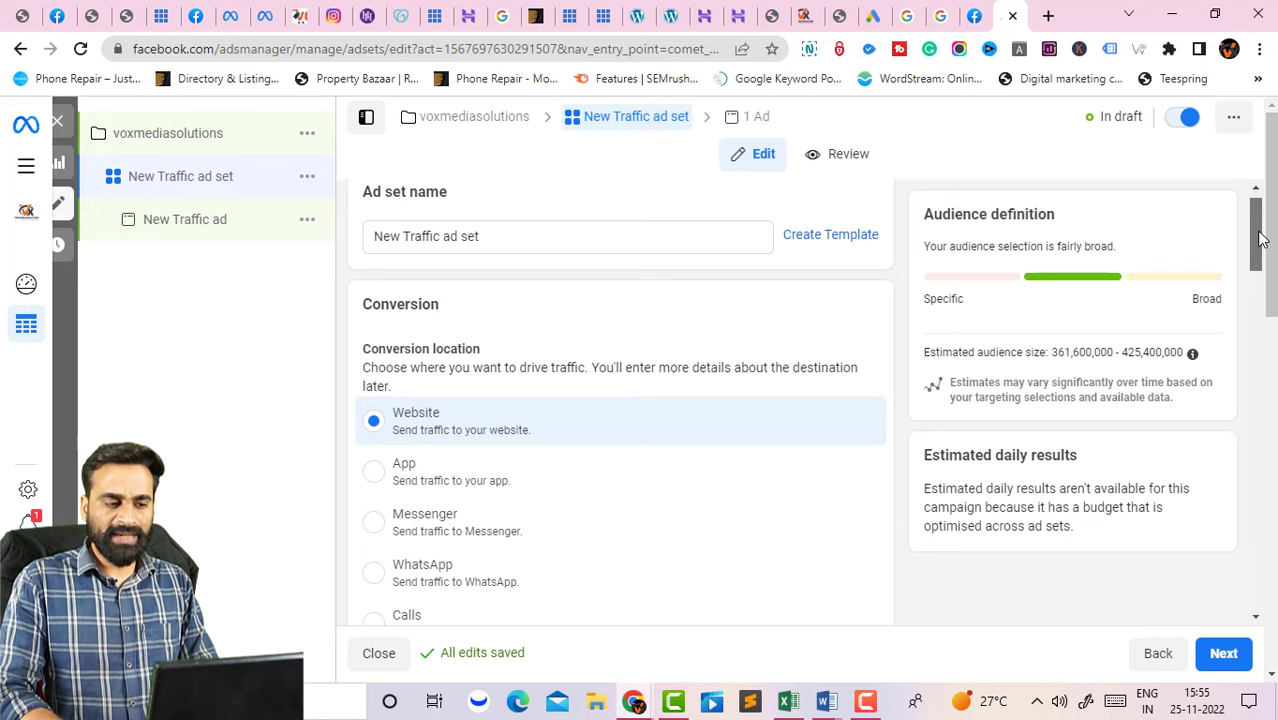 facebook.com/adsmanager/manage/adsets/edit?act=1567697630291507&nav_entry_point=comet_...
Phone Repair – Just...
Directory & Listing...
Property Bazaar | R...
Phone Repair - Mo...
Features | SEMrush...
Google Keyword Po...
WordStream: Onlin...
Digital marketing c...
Teespring
»
voxmediasolutions
New Traffic ad set
New Traffic ad
voxmediasolutions
New Traffic ad set
1 Ad
In draft
Edit
Review
Ad set name
New Traffic ad set
Create Template
Conversion
Conversion location
Choose where you want to drive traffic. You'll enter more details about the destination
later.
Website
Send traffic to your website.
App
Send traffic to your app.
Messenger
Send traffic to Messenger.
WhatsApp
Send traffic to WhatsApp.
Calls
Audience definition
Your audience selection is fairly broad.
Specific
Broad
Estimated audience size: 361,600,000 - 425,400,000
Estimates may vary significantly over time based on
your targeting selections and available data.
Estimated daily results
Estimated daily results aren't available for this
campaign because it has a budget that is
optimised across ad sets.
1
Close
All edits saved
Back
Next
27°C
ENG
IN
15:55
25-11-2022